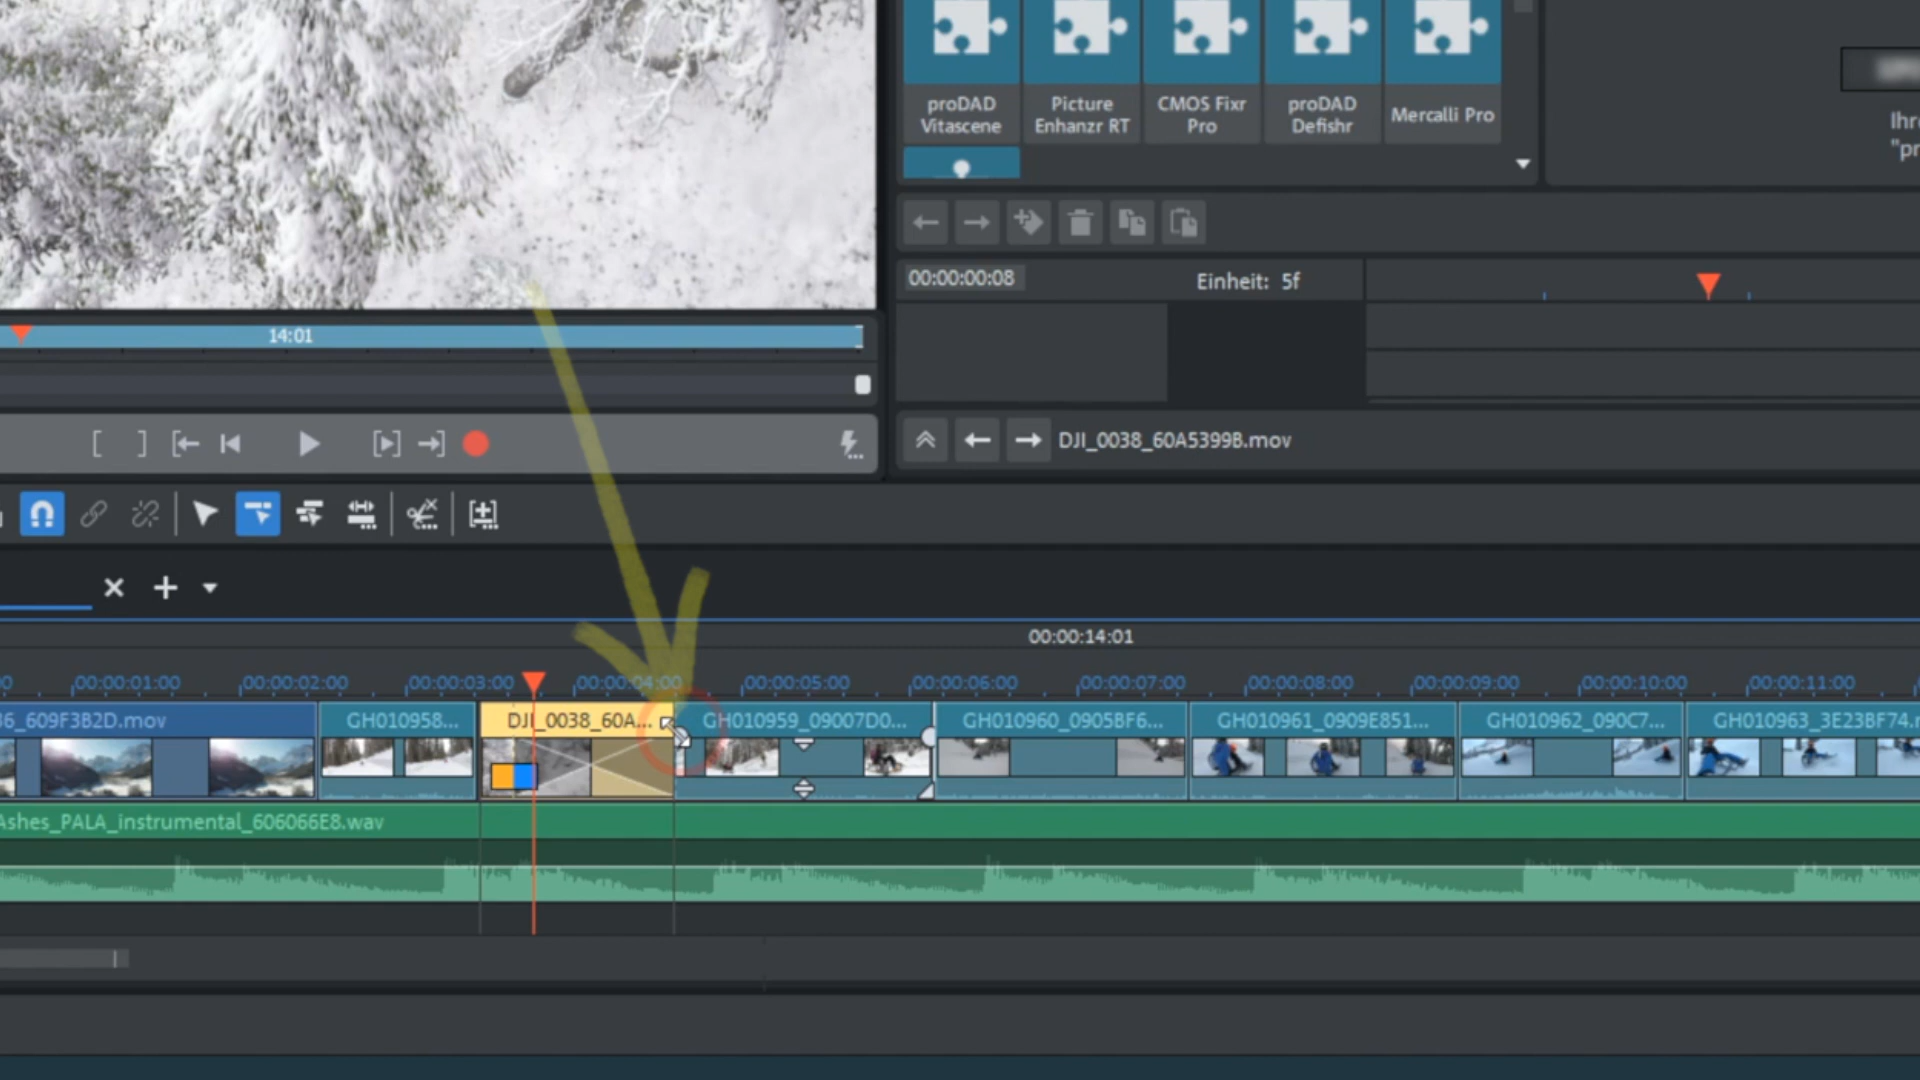 proDAD
Vitascene
Picture
Enhanzr RT
CMOS Fixr
Pro
proDAD
Defishr
Mercalli Pro
Ihre
"pr
00:00:00:08
Einheit: 5f
14:01
DJI_0038_60A5399B.mov
00:00:14:01
00:00:01:00
00:00:02:00
00:00:03:00
00:00:04:00
00:00:05:00
00:00:06:00
00:00:07:00
00:00:08:00
00:00:09:00
00:00:10:00
00:00:11:00
36_609F3B2D.mov
GH010958...
DJI_0038_60A...
GH010959_09007D0...
GH010960_0905BF6...
GH010961_0909E851...
GH010962_090C7...
GH010963_3E23BF74.m
Ashes_PALA_instrumental_606066E8.wav